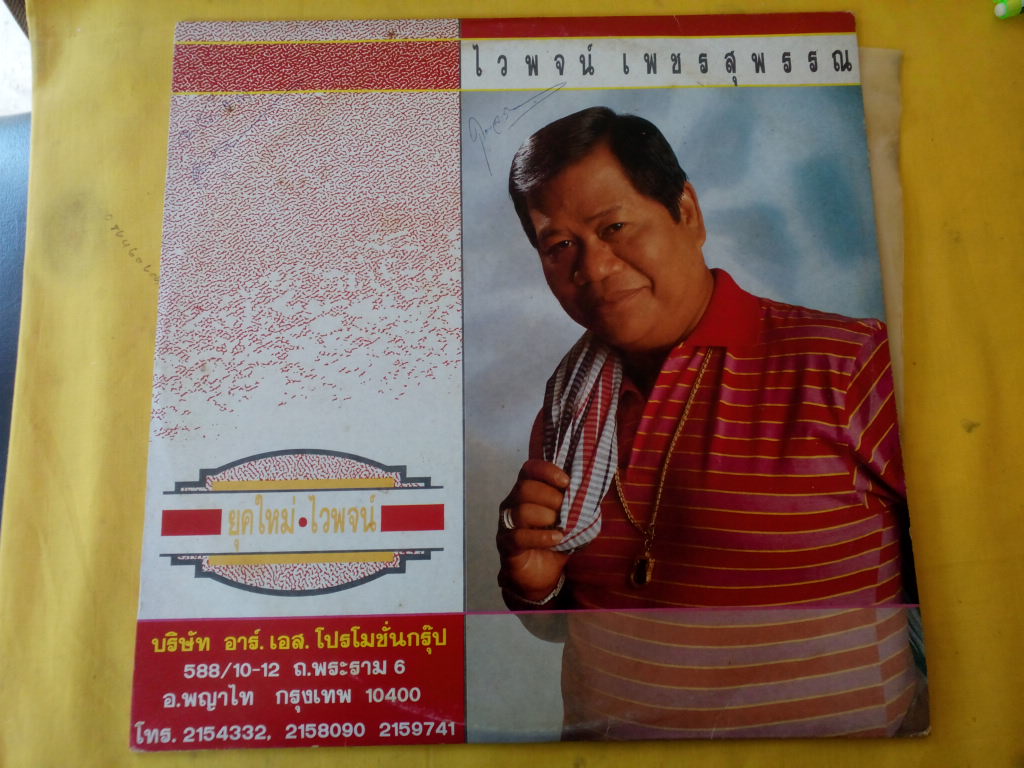 ไวพจน์ เพชรสุพรรณ
ยุคใหม่•ไวพจน์
บริษัท อาร์.เอส.โปรโมชั่นกรุ๊ป
588/10-12 ถ.พระราม 6
อ.พญาไท กรุงเทพ 10400
โทร. 2154332, 2158090 2159741